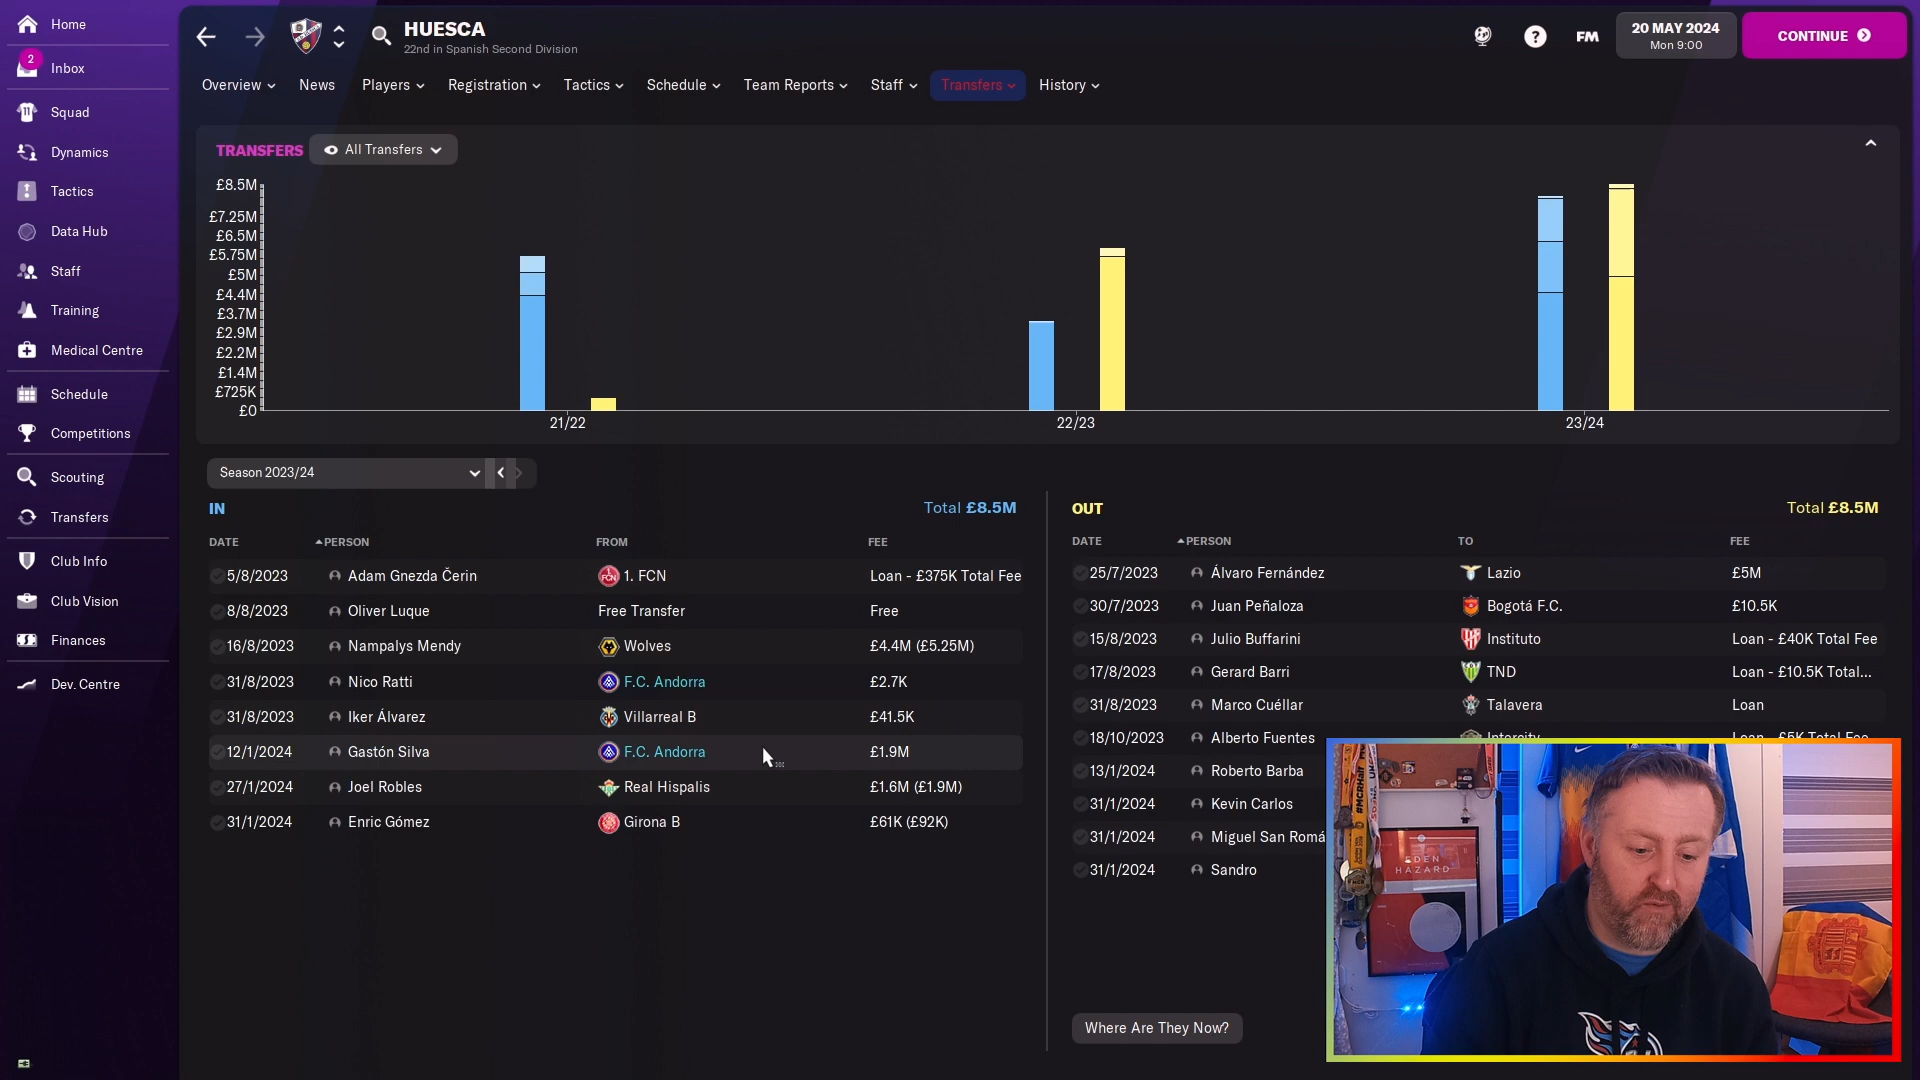 Home
2
Inbox
Squad
Dynamics
Tactics
Data Hub
Staff
Training
Medical Centre
Schedule
Competitions
Scouting
Transfers
Club Info
Club Vision
Finances
Dev. Centre
HUESCA
22nd in Spanish Second Division
FM
20 MAY 2024
Mon 9:00
CONTINUE
Overview
News
Players
Registration
Tactics
Schedule
Team Reports
Staff
Transfers
History
TRANSFERS
All Transfers
£8.5M
£7.25M
£6.5M
£5.75M
£5M
£4.4M
£3.7M
£2.9M
£2.2M
£1.4M
£725K
£0
21/22
22/23
23/24
Season 2023/24
IN
Total £8.5M
DATE PERSON FROM FEE
5/8/2023 Adam Gnezda Čerin 1. FCN Loan - £375K Total Fee
8/8/2023 Oliver Luque Free Transfer Free
16/8/2023 Nampalys Mendy Wolves £4.4M (£5.25M)
31/8/2023 Nico Ratti F.C. Andorra £2.7K
31/8/2023 Iker Álvarez Villarreal B £41.5K
12/1/2024 Gastón Silva F.C. Andorra £1.9M
27/1/2024 Joel Robles Real Hispalis £1.6M (£1.9M)
31/1/2024 Enric Gómez Girona B £61K (£92K)
OUT
Total £8.5M
DATE PERSON TO FEE
25/7/2023 Álvaro Fernández Lazio £5M
30/7/2023 Juan Peñaloza Bogotá F.C. £10.5K
15/8/2023 Julio Buffarini Instituto Loan - £40K Total Fee
17/8/2023 Gerard Barri TND Loan - £10.5K Total...
31/8/2023 Marco Cuéllar Talavera Loan
18/10/2023 Alberto Fuentes Intercity Loan - £5K Total Fee
13/1/2024 Roberto Barba
31/1/2024 Kevin Carlos
31/1/2024 Miguel San Romá
31/1/2024 Sandro
Where Are They Now?
EDEN
HAZARD